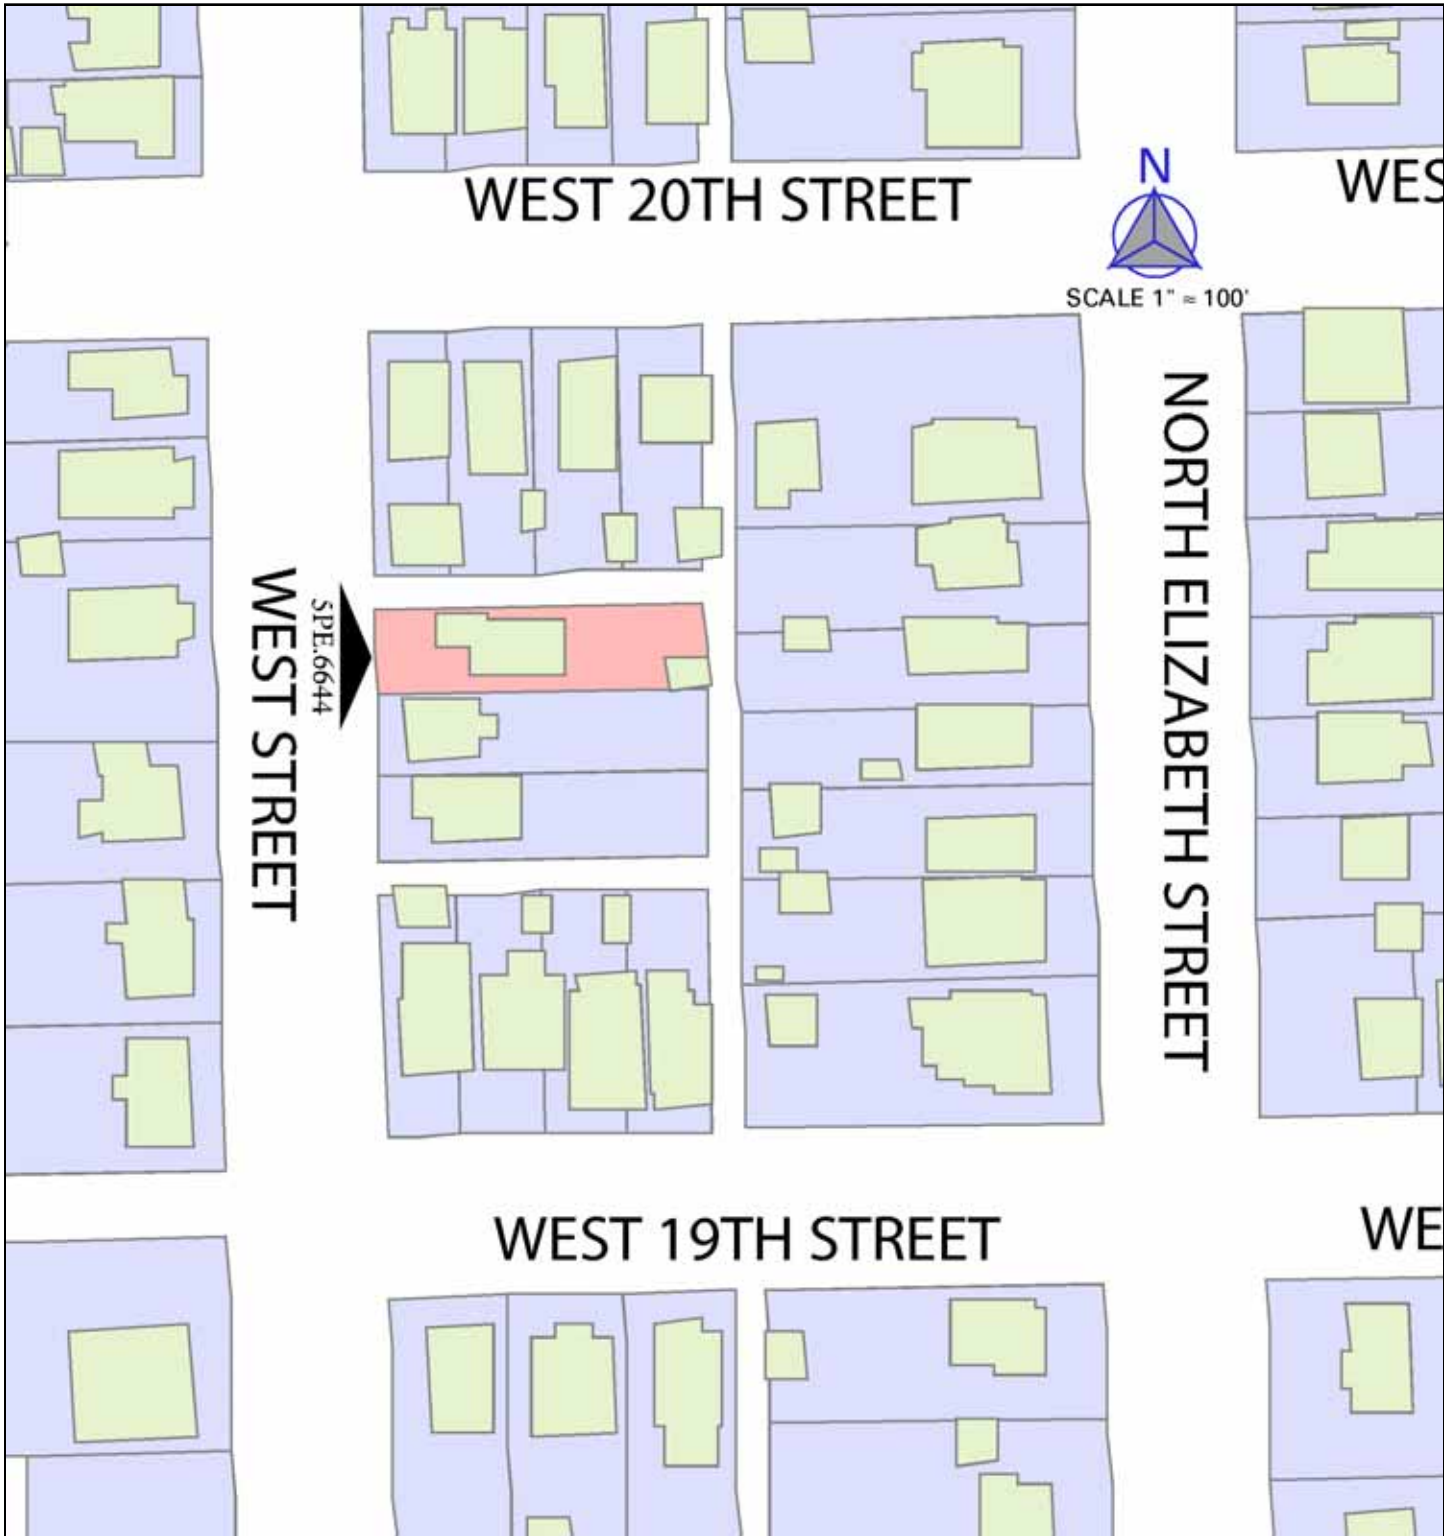 WEST 20TH STREET
WES
N
SCALE 1" ≈ 100'
NORTH ELIZABETH STREET
WEST STREET
SPE.6644
WEST 19TH STREET
WE